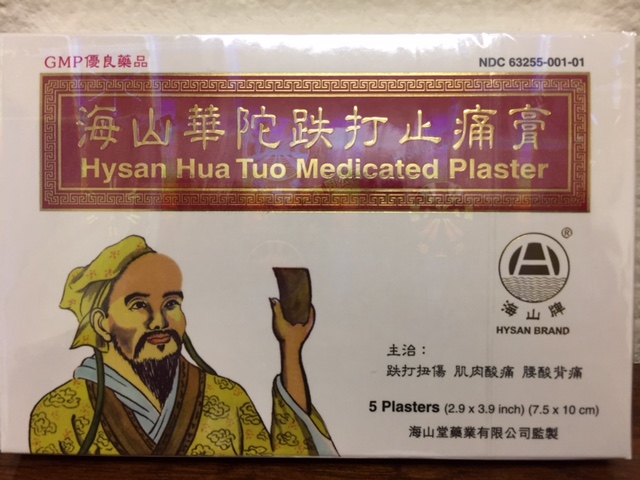 GMP優良藥品
NDC 63255-001-01
海山華陀跌打止痛膏
Hysan Hua Tuo Medicated Plaster
®
海山牌
HYSAN BRAND
主治：
跌打扭傷 肌肉酸痛 腰酸背痛
5 Plasters (2.9 x 3.9 inch) (7.5 x 10 cm)
海山堂藥業有限公司監製